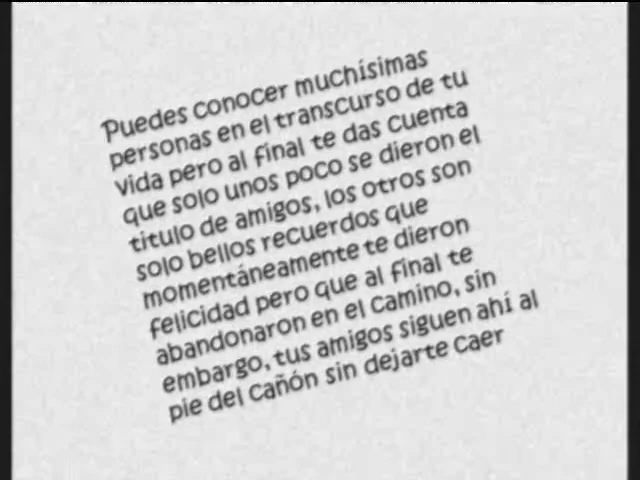 Puedes conocer muchísimas
personas en el transcurso de tu
vida pero al final te das cuenta
que solo unos poco se dieron el
titulo de amigos, los otros son
solo bellos recuerdos que
momentáneamente te dieron
felicidad pero que al final te
abandonaron en el camino, sin
embargo, tus amigos siguen ahí al
pie del cañón sin dejarte caer